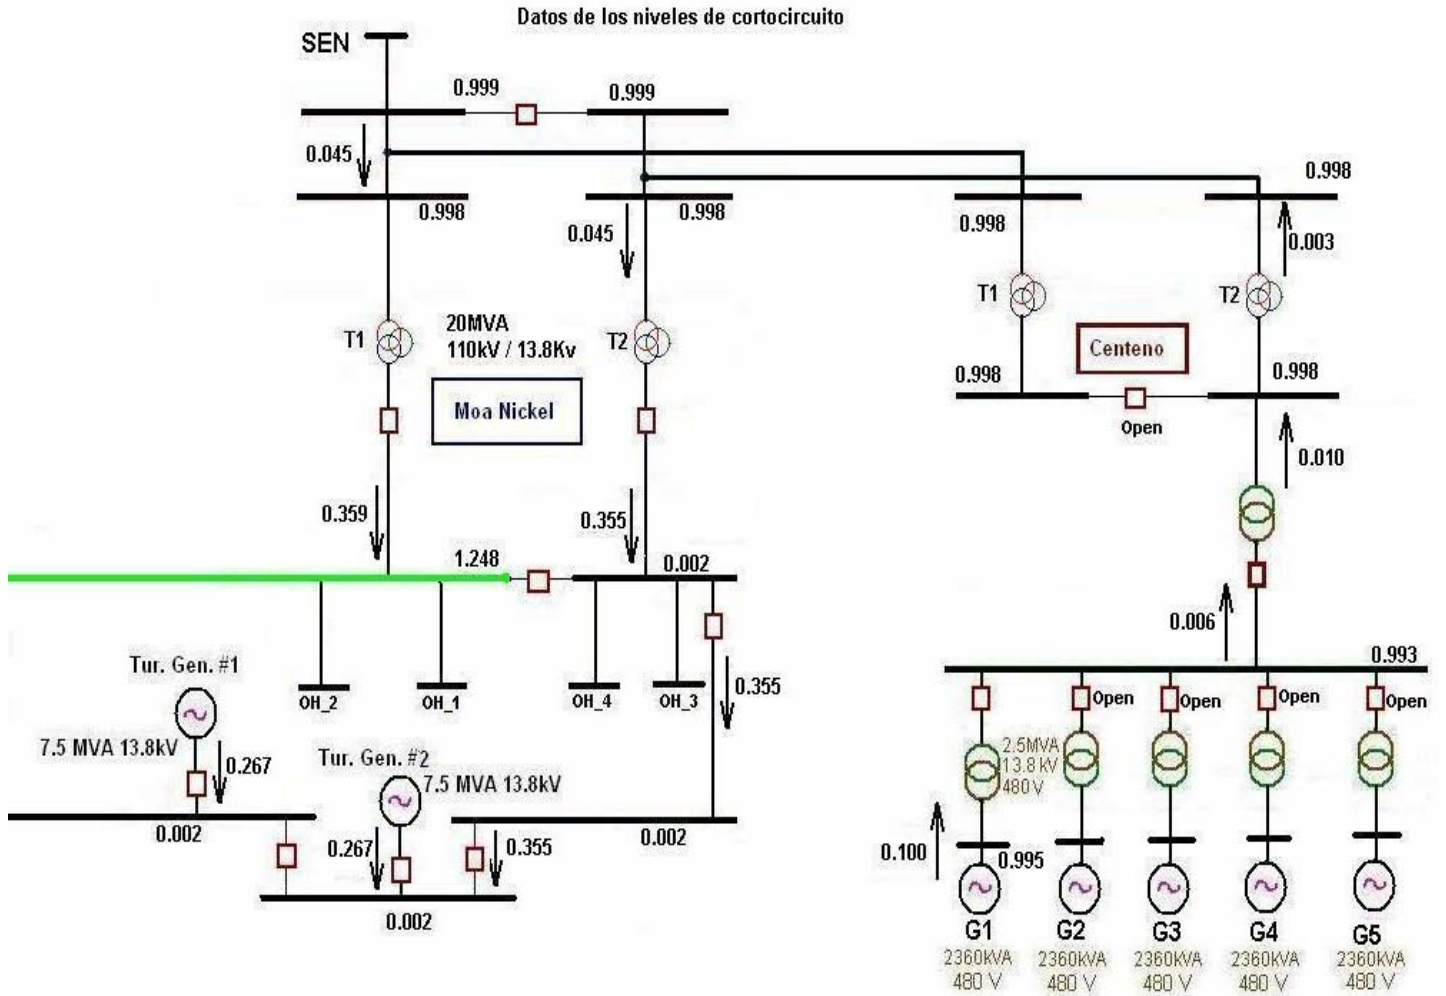 Datos de los niveles de cortocircuito
SEN
0.999
0.999
0.045
0.998
0.998
0.998
0.045
0.998
0.003
T1
20MVA
110kV / 13.8Kv
T2
T1
T2
Moa Nickel
Centeno
0.998
0.998
Open
0.010
0.359
0.355
1.248
0.002
0.006
0.993
Tur. Gen. #1
OH_2
OH_1
OH_4
OH_3
0.355
Open
Open
Open
Open
7.5 MVA 13.8kV
0.267
Tur. Gen. #2
7.5 MVA 13.8kV
2.5MVA
13.8 kV
480 V
0.002
0.267
0.355
0.002
0.100
0.995
0.002
G1
G2
G3
G4
G5
2360kVA
480 V
2360kVA
480 V
2360kVA
480 V
2360kVA
480 V
2360kVA
480 V